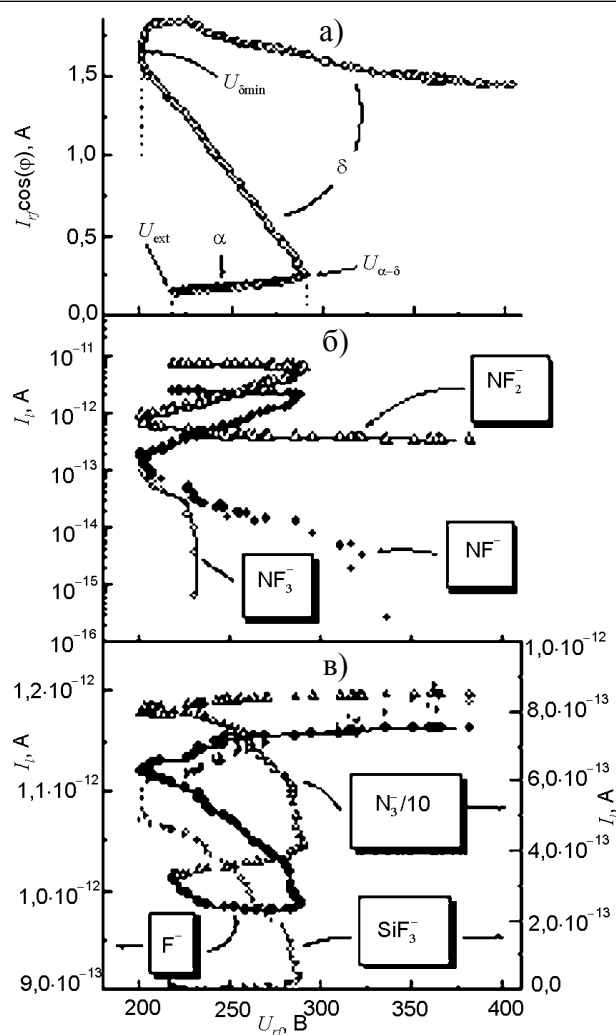 а)
1,5
1,0
0,5
0,0
I_rf cos(φ), А
U_δmin
δ
U_ext
α
U_α–δ
б)
10⁻¹¹
10⁻¹²
10⁻¹³
10⁻¹⁴
10⁻¹⁵
10⁻¹⁶
I_i, А
NF₂⁻
NF₃⁻
NF⁻
в)
1,2·10⁻¹²
1,1·10⁻¹²
1,0·10⁻¹²
9,0·10⁻¹³
I_i, А
1,0·10⁻¹²
8,0·10⁻¹³
6,0·10⁻¹³
4,0·10⁻¹³
2,0·10⁻¹³
0,0
I_i, А
N₃⁻/10
F⁻
SiF₃⁻
200 250 300 350 400
U_rf, В